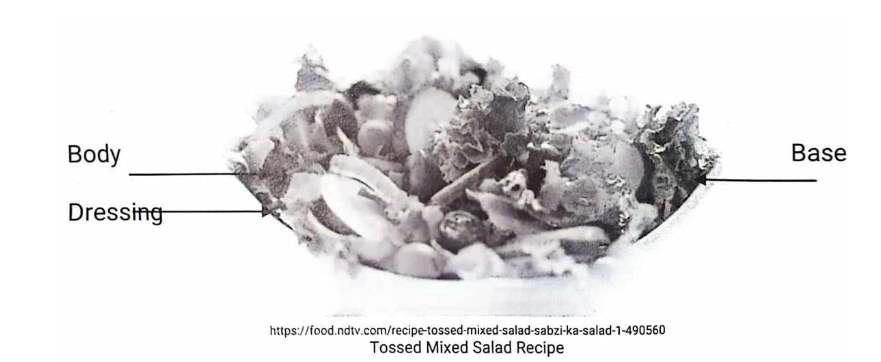 Body
Base
Dressing
https://food.ndtv.com/recipe-tossed-mixed-salad-sabzi-ka-salad-1-490560
Tossed Mixed Salad Recipe